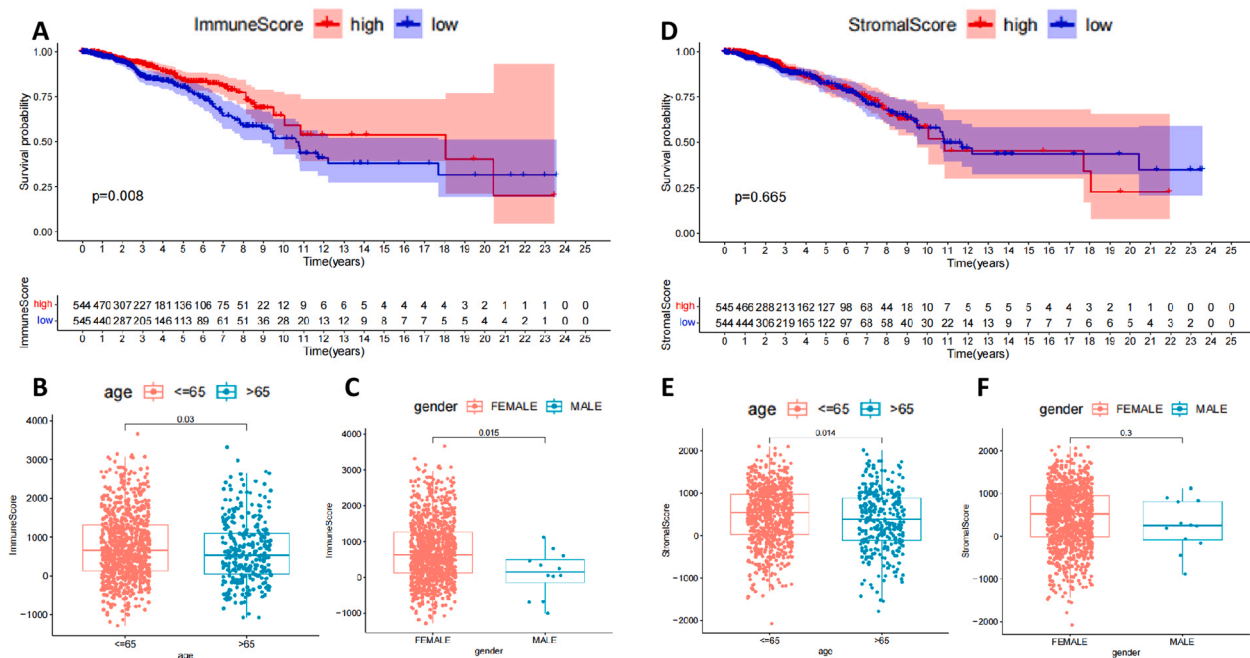 A
ImmuneScore high low
1.00
0.75
0.50
0.25
0.00
Survival probability
p=0.008
0 1 2 3 4 5 6 7 8 9 10 11 12 13 14 15 16 17 18 19 20 21 22 23 24 25
Time(years)
ImmuneScore
high 544 470 307 227 181 136 106 75 51 22 12 9 6 6 5 4 4 4 4 3 2 1 1 1 0 0
low 545 440 287 205 146 113 89 61 51 36 28 20 13 12 9 8 7 7 5 5 4 4 2 1 0 0
0 1 2 3 4 5 6 7 8 9 10 11 12 13 14 15 16 17 18 19 20 21 22 23 24 25
Time(years)
D
StromalScore high low
1.00
0.75
0.50
0.25
0.00
Survival probability
p=0.665
0 1 2 3 4 5 6 7 8 9 10 11 12 13 14 15 16 17 18 19 20 21 22 23 24 25
Time(years)
StromalScore
high 545 466 288 213 162 127 98 68 44 18 10 7 5 5 5 5 4 4 3 2 1 1 0 0 0 0
low 544 444 306 219 165 122 97 68 58 40 30 22 14 13 9 7 7 7 6 6 5 4 3 2 0 0
0 1 2 3 4 5 6 7 8 9 10 11 12 13 14 15 16 17 18 19 20 21 22 23 24 25
Time(years)
B
age <=65 >65
0.03
4000
3000
2000
1000
0
−1000
ImmuneScore
<=65 >65
age
C
gender FEMALE MALE
0.015
4000
3000
2000
1000
0
−1000
ImmuneScore
FEMALE MALE
gender
E
age <=65 >65
0.014
2000
1000
0
−1000
−2000
StromalScore
<=65 >65
age
F
gender FEMALE MALE
0.3
2000
1000
0
−1000
−2000
StromalScore
FEMALE MALE
gender